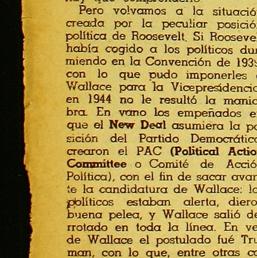 Pero volvamos a la situació
creada por la peculiar posició
política de Roosevelt. Si Rooseve
había cogido a los políticos dur
miendo en la Convención de 193
con lo que pudo imponerles
Wallace para la Vicepresidenci
en 1944 no le resultó la manio
bra. En vano los empeñados e
que el New Deal asumiera la po
sición del Partido Democrátic
crearon el PAC (Political Actio
Committee o Comité de Acció
Política), con el fin de sacar avan
te la candidatura de Wallace: lo
políticos estaban alerta, diero
buena pelea, y Wallace salió de
rrotado en toda la línea. En ve
de Wallace el postulado fué Tru
man, con lo que, entre otras co